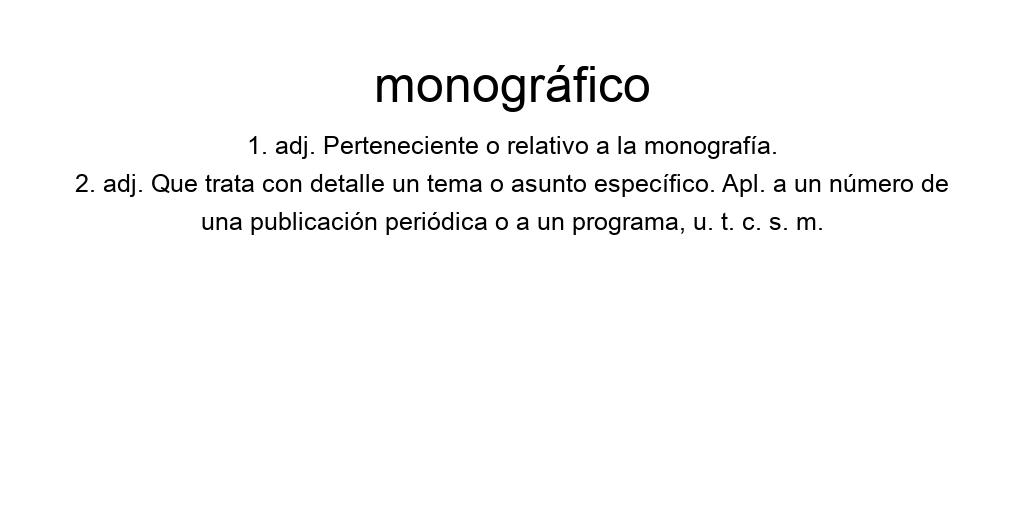 monográfico
1. adj. Perteneciente o relativo a la monografía.
2. adj. Que trata con detalle un tema o asunto específico. Apl. a un número de
una publicación periódica o a un programa, u. t. c. s. m.